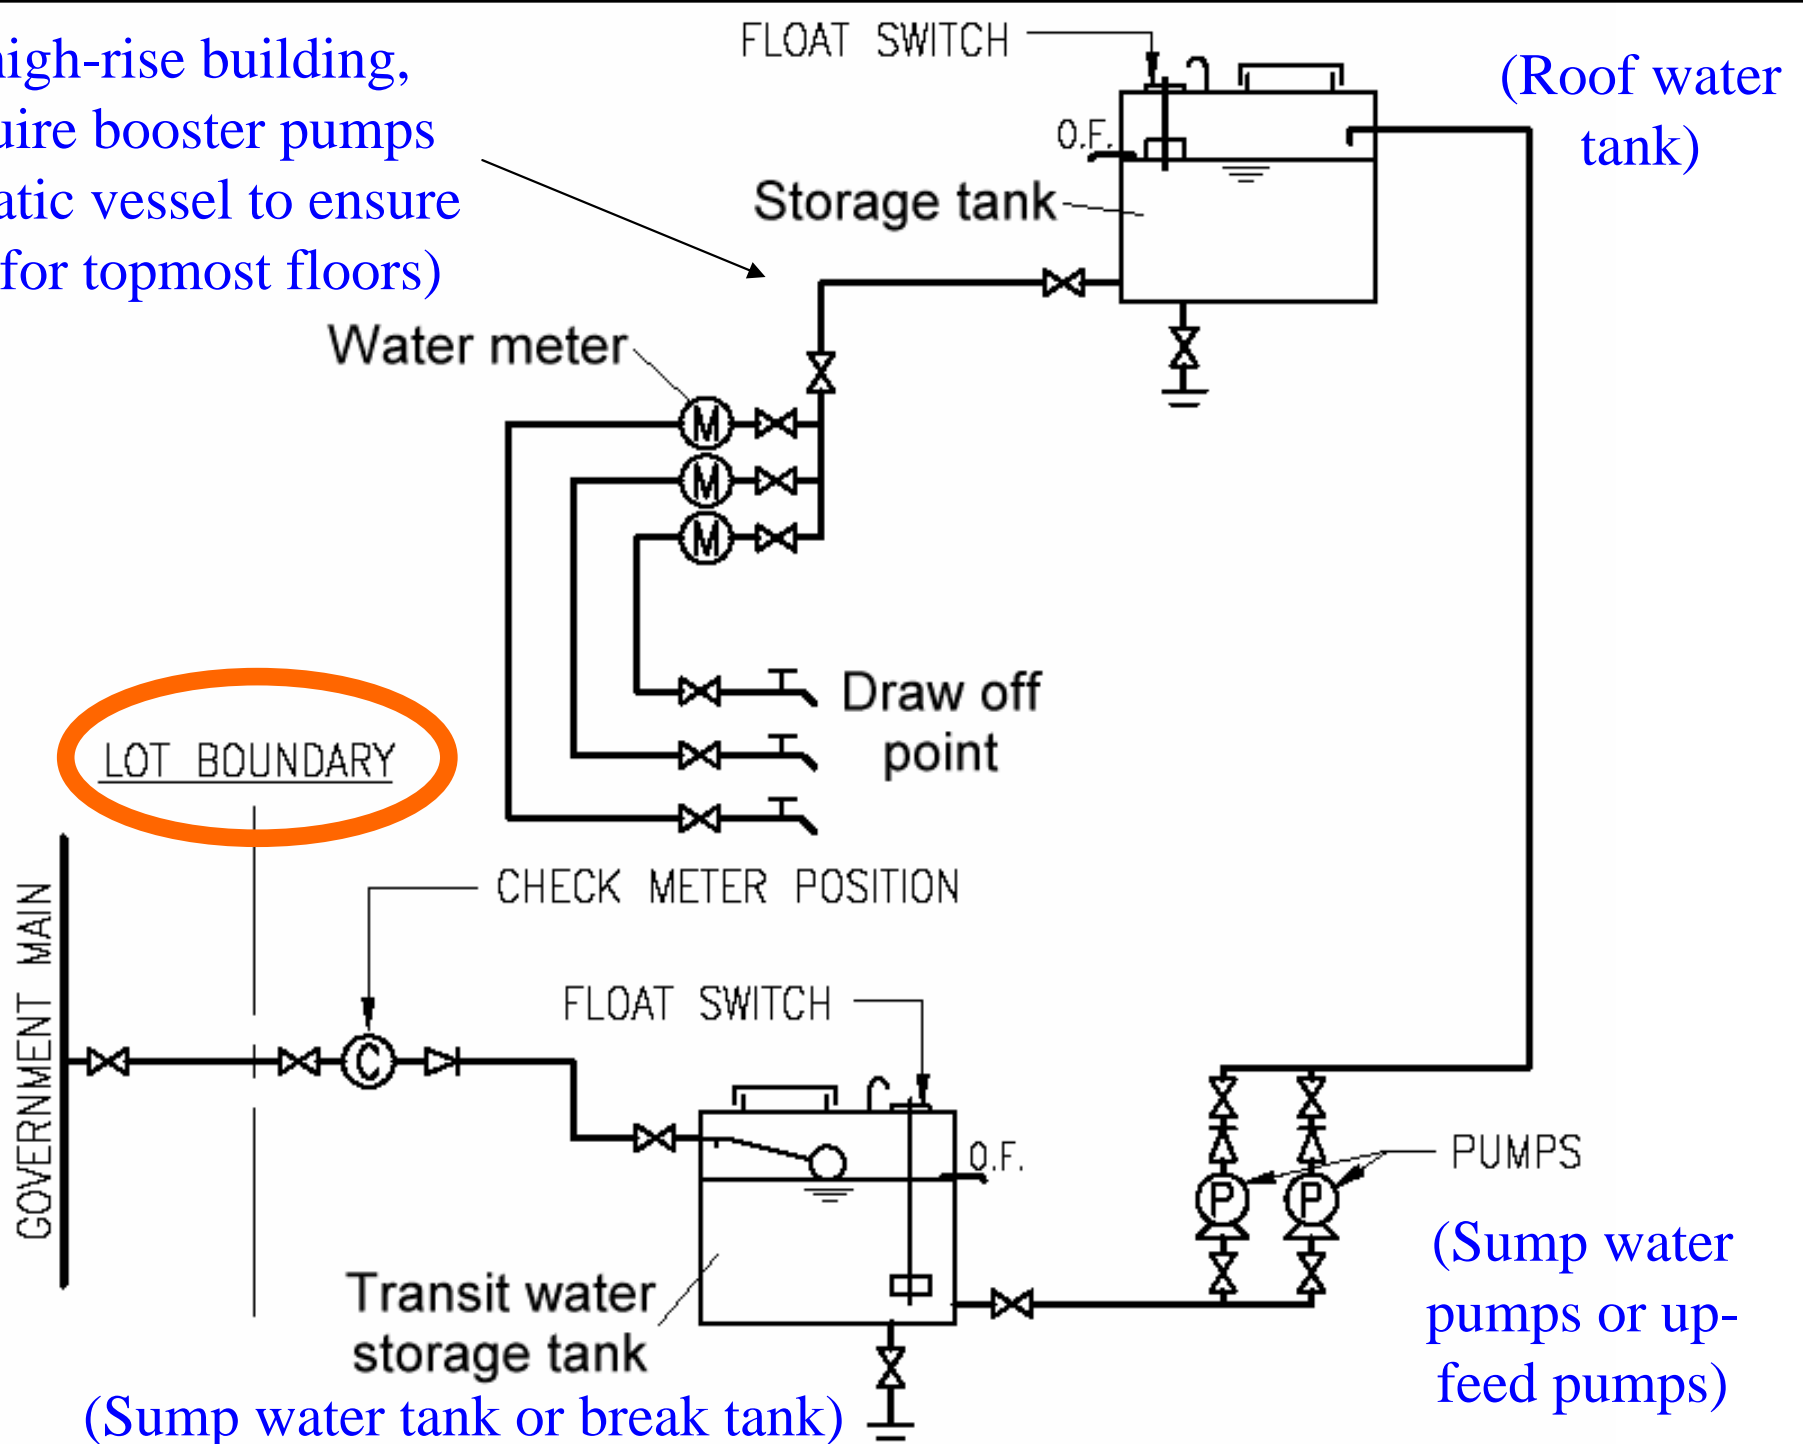 FLOAT SWITCH
high-rise building,
uire booster pumps
atic vessel to ensure
for topmost floors)
(Roof water
tank)
O.F.
Storage tank
Water meter
M
M
M
Draw off
point
LOT BOUNDARY
CHECK METER POSITION
GOVERNMENT MAIN
FLOAT SWITCH
C
O.F.
PUMPS
P
P
(Sump water
pumps or up-
feed pumps)
Transit water
storage tank
(Sump water tank or break tank)